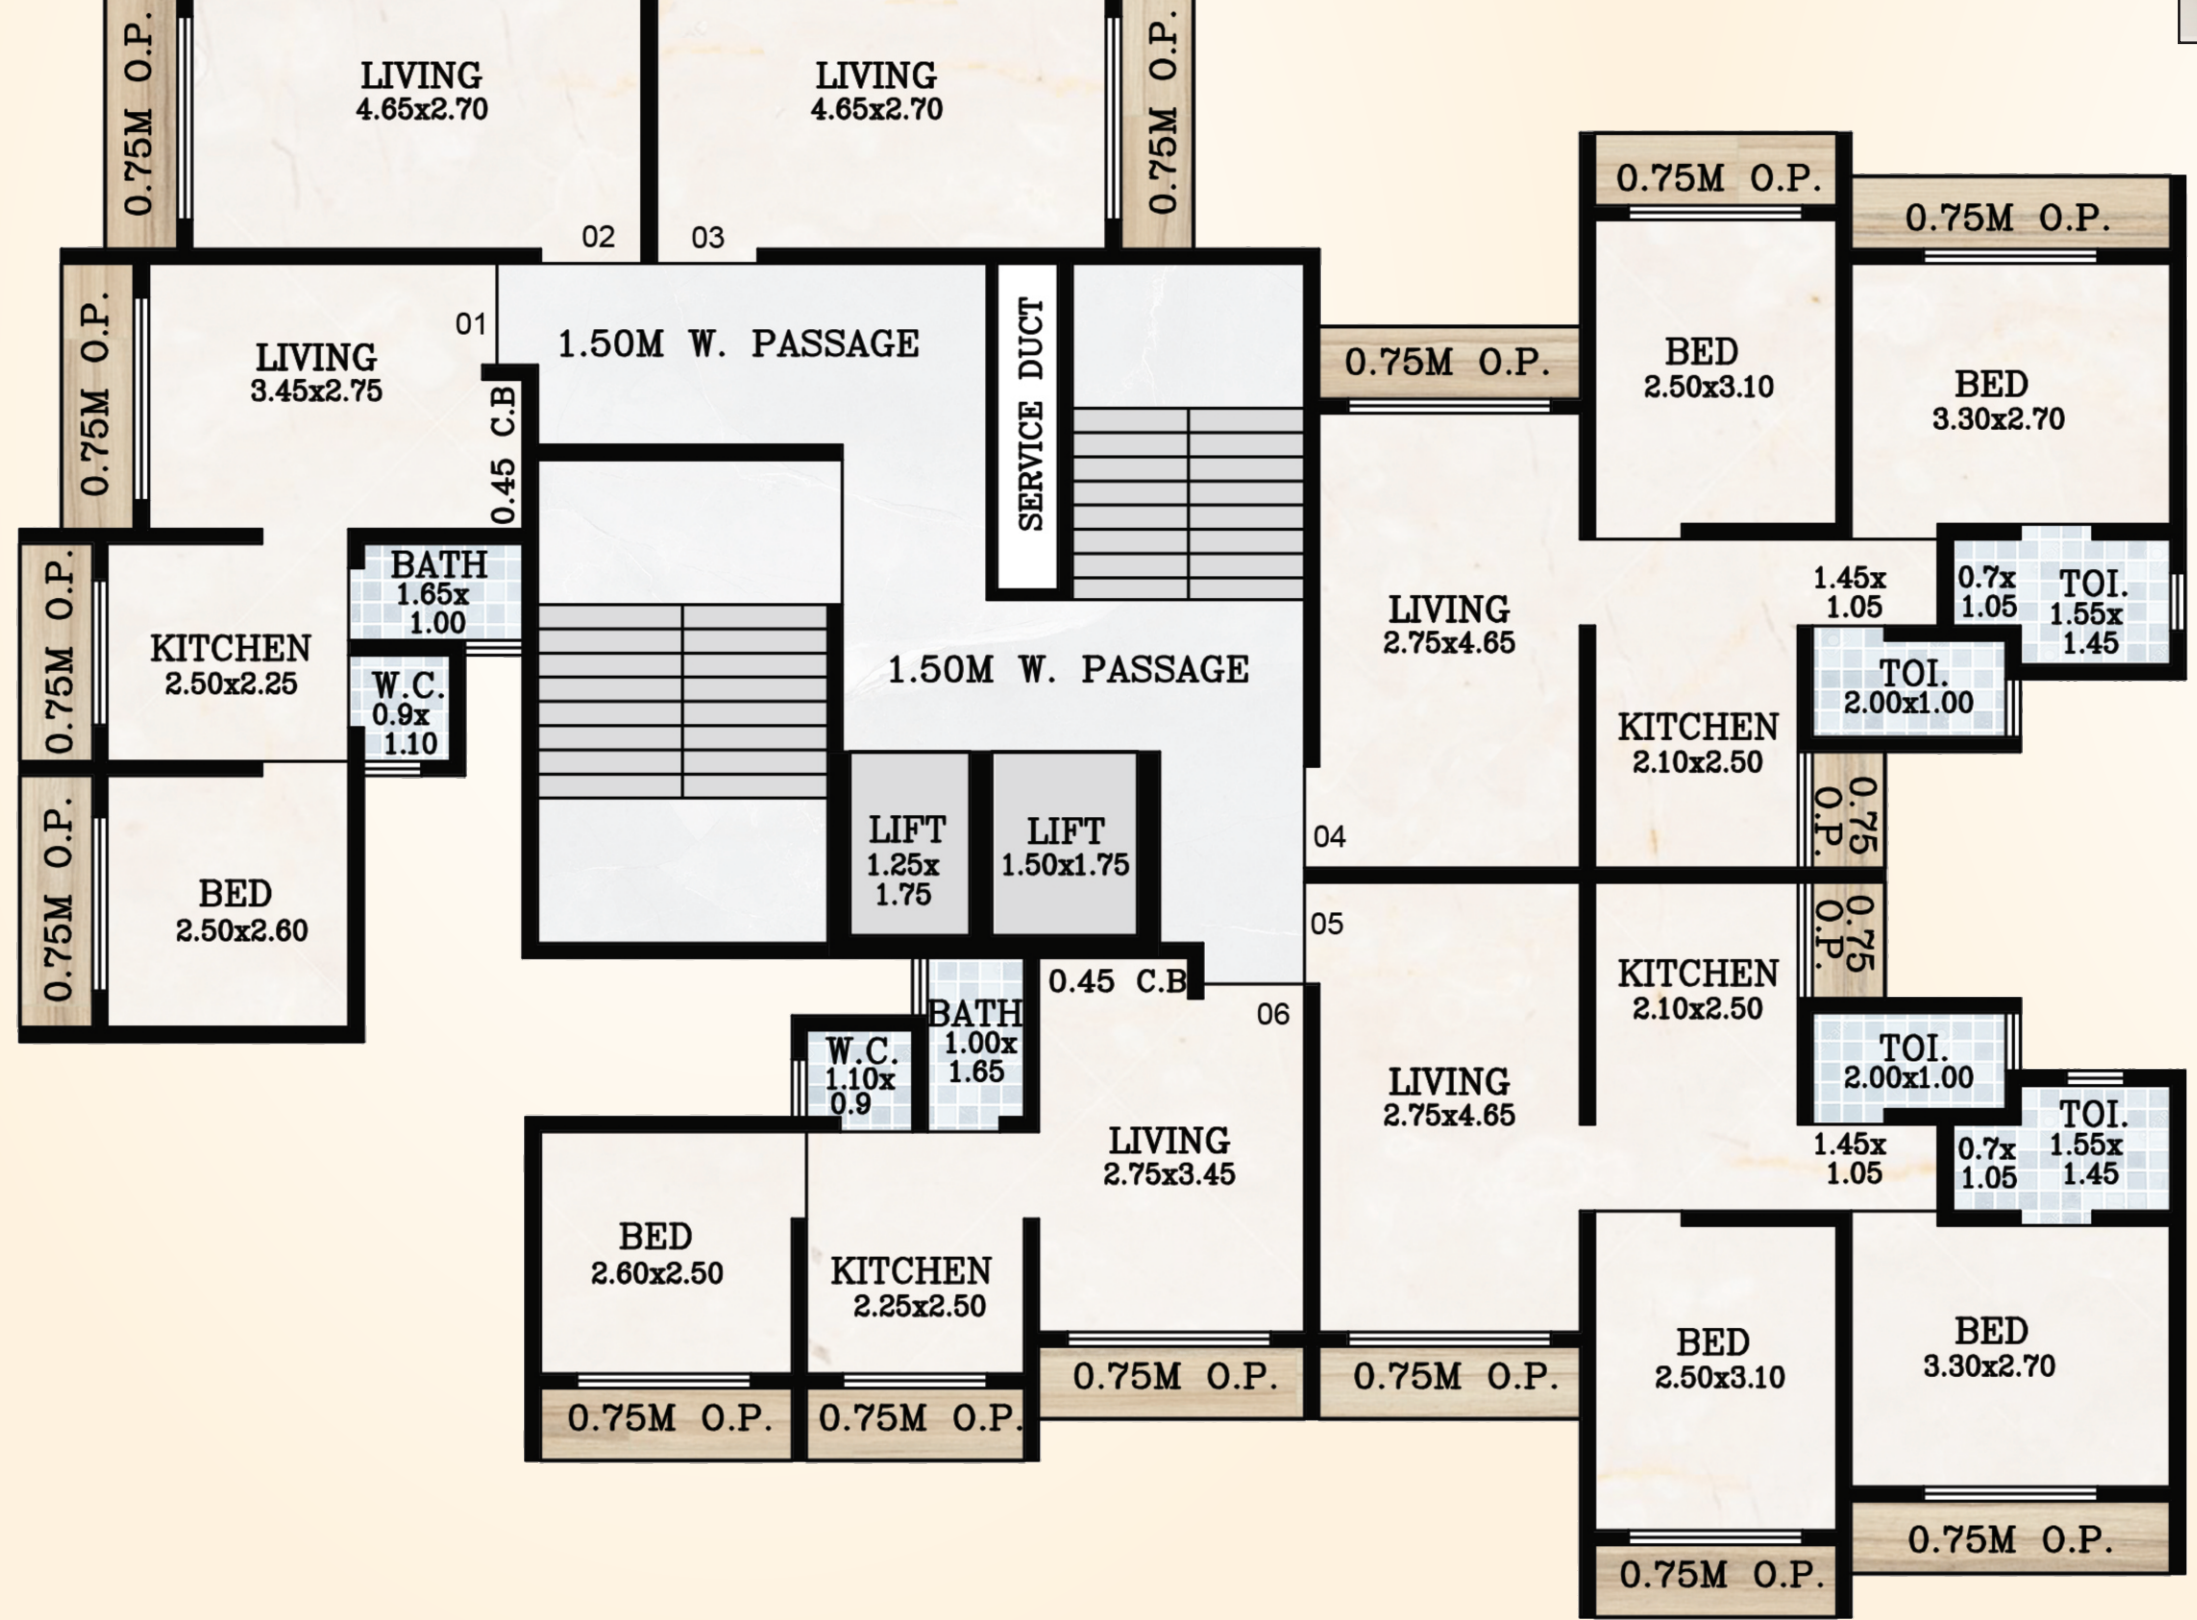 0.75M O.P.
LIVING
4.65x2.70
02
LIVING
4.65x2.70
03
0.75M O.P.
0.75M O.P.
LIVING
3.45x2.75
01
0.45 C.B
1.50M W. PASSAGE
SERVICE DUCT
0.75M O.P.
KITCHEN
2.50x2.25
BATH
1.65x
1.00
W.C.
0.9x
1.10
0.75M O.P.
BED
2.50x2.60
1.50M W. PASSAGE
LIFT
1.25x
1.75
LIFT
1.50x1.75
0.75M O.P.
0.75M O.P.
0.75M O.P.
BED
2.50x3.10
BED
3.30x2.70
LIVING
2.75x4.65
04
1.45x
1.05
0.7x
1.05
TOI.
1.55x
1.45
TOI.
2.00x1.00
KITCHEN
2.10x2.50
0.75
O.P.
05
0.75
O.P.
KITCHEN
2.10x2.50
LIVING
2.75x4.65
TOI.
2.00x1.00
TOI.
1.55x
1.45
0.7x
1.05
1.45x
1.05
0.45 C.B
06
BATH
1.00x
1.65
W.C.
1.10x
0.9
LIVING
2.75x3.45
BED
2.60x2.50
KITCHEN
2.25x2.50
BED
2.50x3.10
BED
3.30x2.70
0.75M O.P.
0.75M O.P.
0.75M O.P.
0.75M O.P.
0.75M O.P.
0.75M O.P.